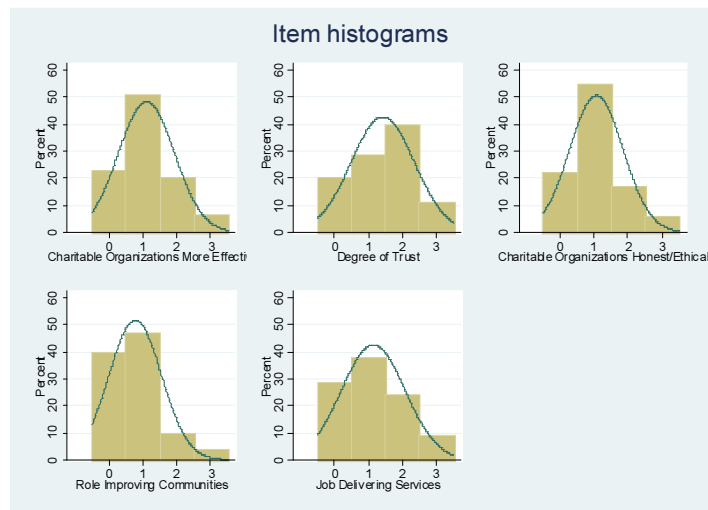 Item histograms
Percent
0 10 20 30 40 50 60
0 1 2 3
Charitable Organizations More Effecti
Percent
0 10 20 30 40 50 60
0 1 2 3
Degree of Trust
Percent
0 10 20 30 40 50 60
0 1 2 3
Charitable Organizations Honest/Ethical
Percent
0 10 20 30 40 50 60
0 1 2 3
Role Improving Communities
Percent
0 10 20 30 40 50 60
0 1 2 3
Job Delivering Services